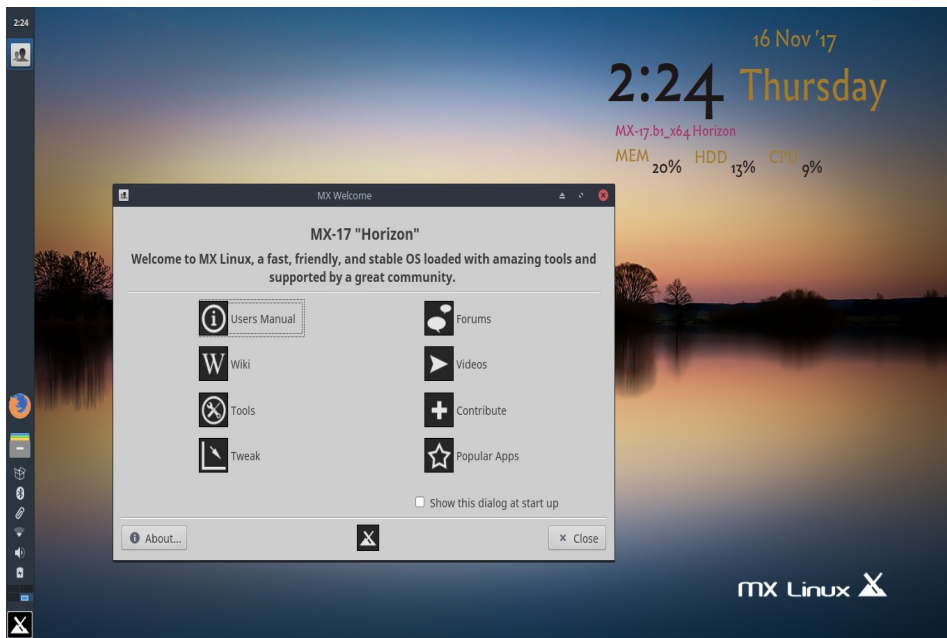 2:24
16 Nov '17
2:24 Thursday
MX-17.b1_x64 Horizon
MEM 20% HDD 13% CPU 9%
MX Welcome
MX-17 "Horizon"
Welcome to MX Linux, a fast, friendly, and stable OS loaded with amazing tools and
supported by a great community.
Users Manual
Forums
Wiki
Videos
Tools
Contribute
Tweak
Popular Apps
Show this dialog at start up
About...
Close
mx Linux